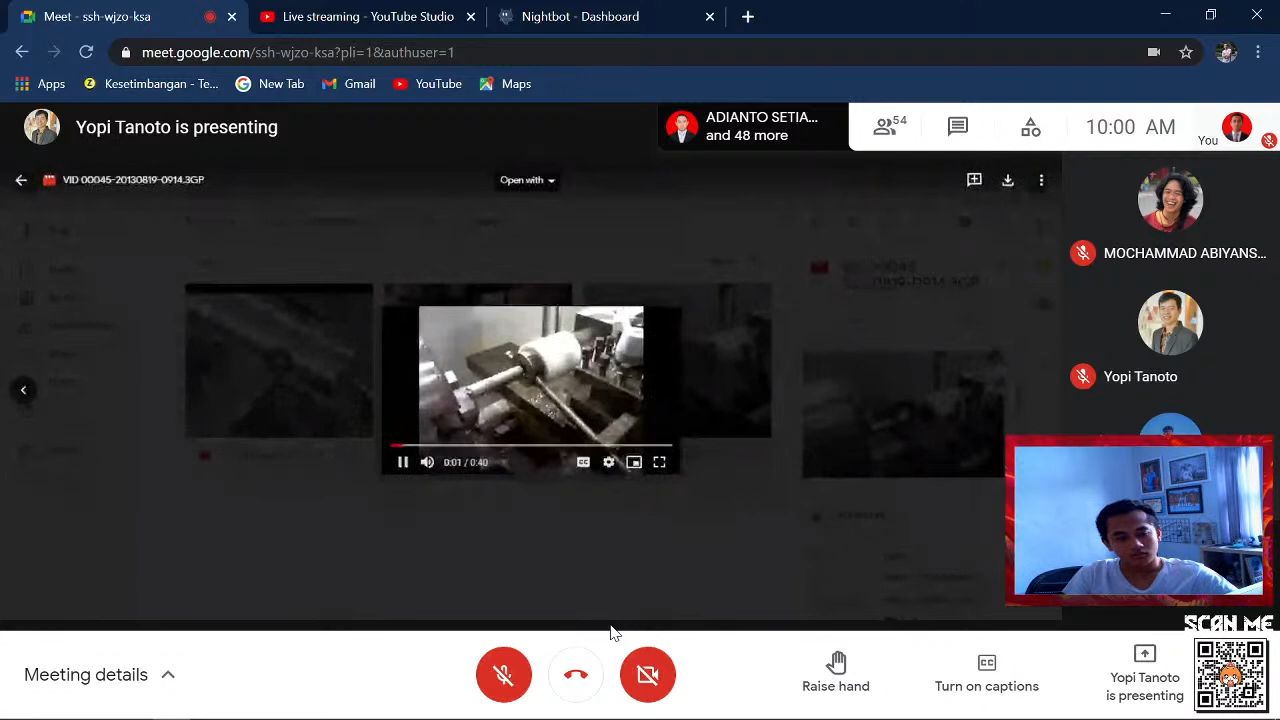 Meet - ssh-wjzo-ksa
Live streaming - YouTube Studio
Nightbot - Dashboard
meet.google.com/ssh-wjzo-ksa?pli=1&authuser=1
Apps
Kesetimbangan - Te...
New Tab
Gmail
YouTube
Maps
Yopi Tanoto is presenting
ADIANTO SETIA...
and 48 more
54
10:00 AM
You
VID 00045-20130819-0914.3GP
Open with
MOCHAMMAD ABIYANS...
Yopi Tanoto
0:01 / 0:40
CC
SCAN ME
Meeting details
Raise hand
CC
Turn on captions
Yopi Tanoto
is presenting